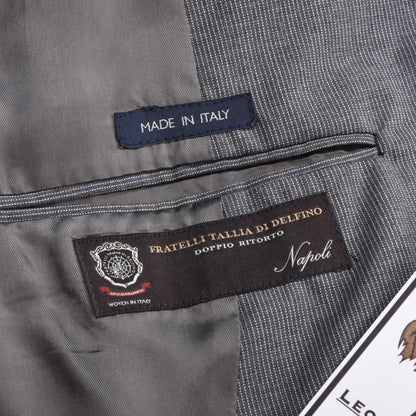 MADE IN ITALY
FRATELLI TALLIA DI DELFINO
DOPPIO RITORTO
Napoli
WOVEN IN ITALY
LEO